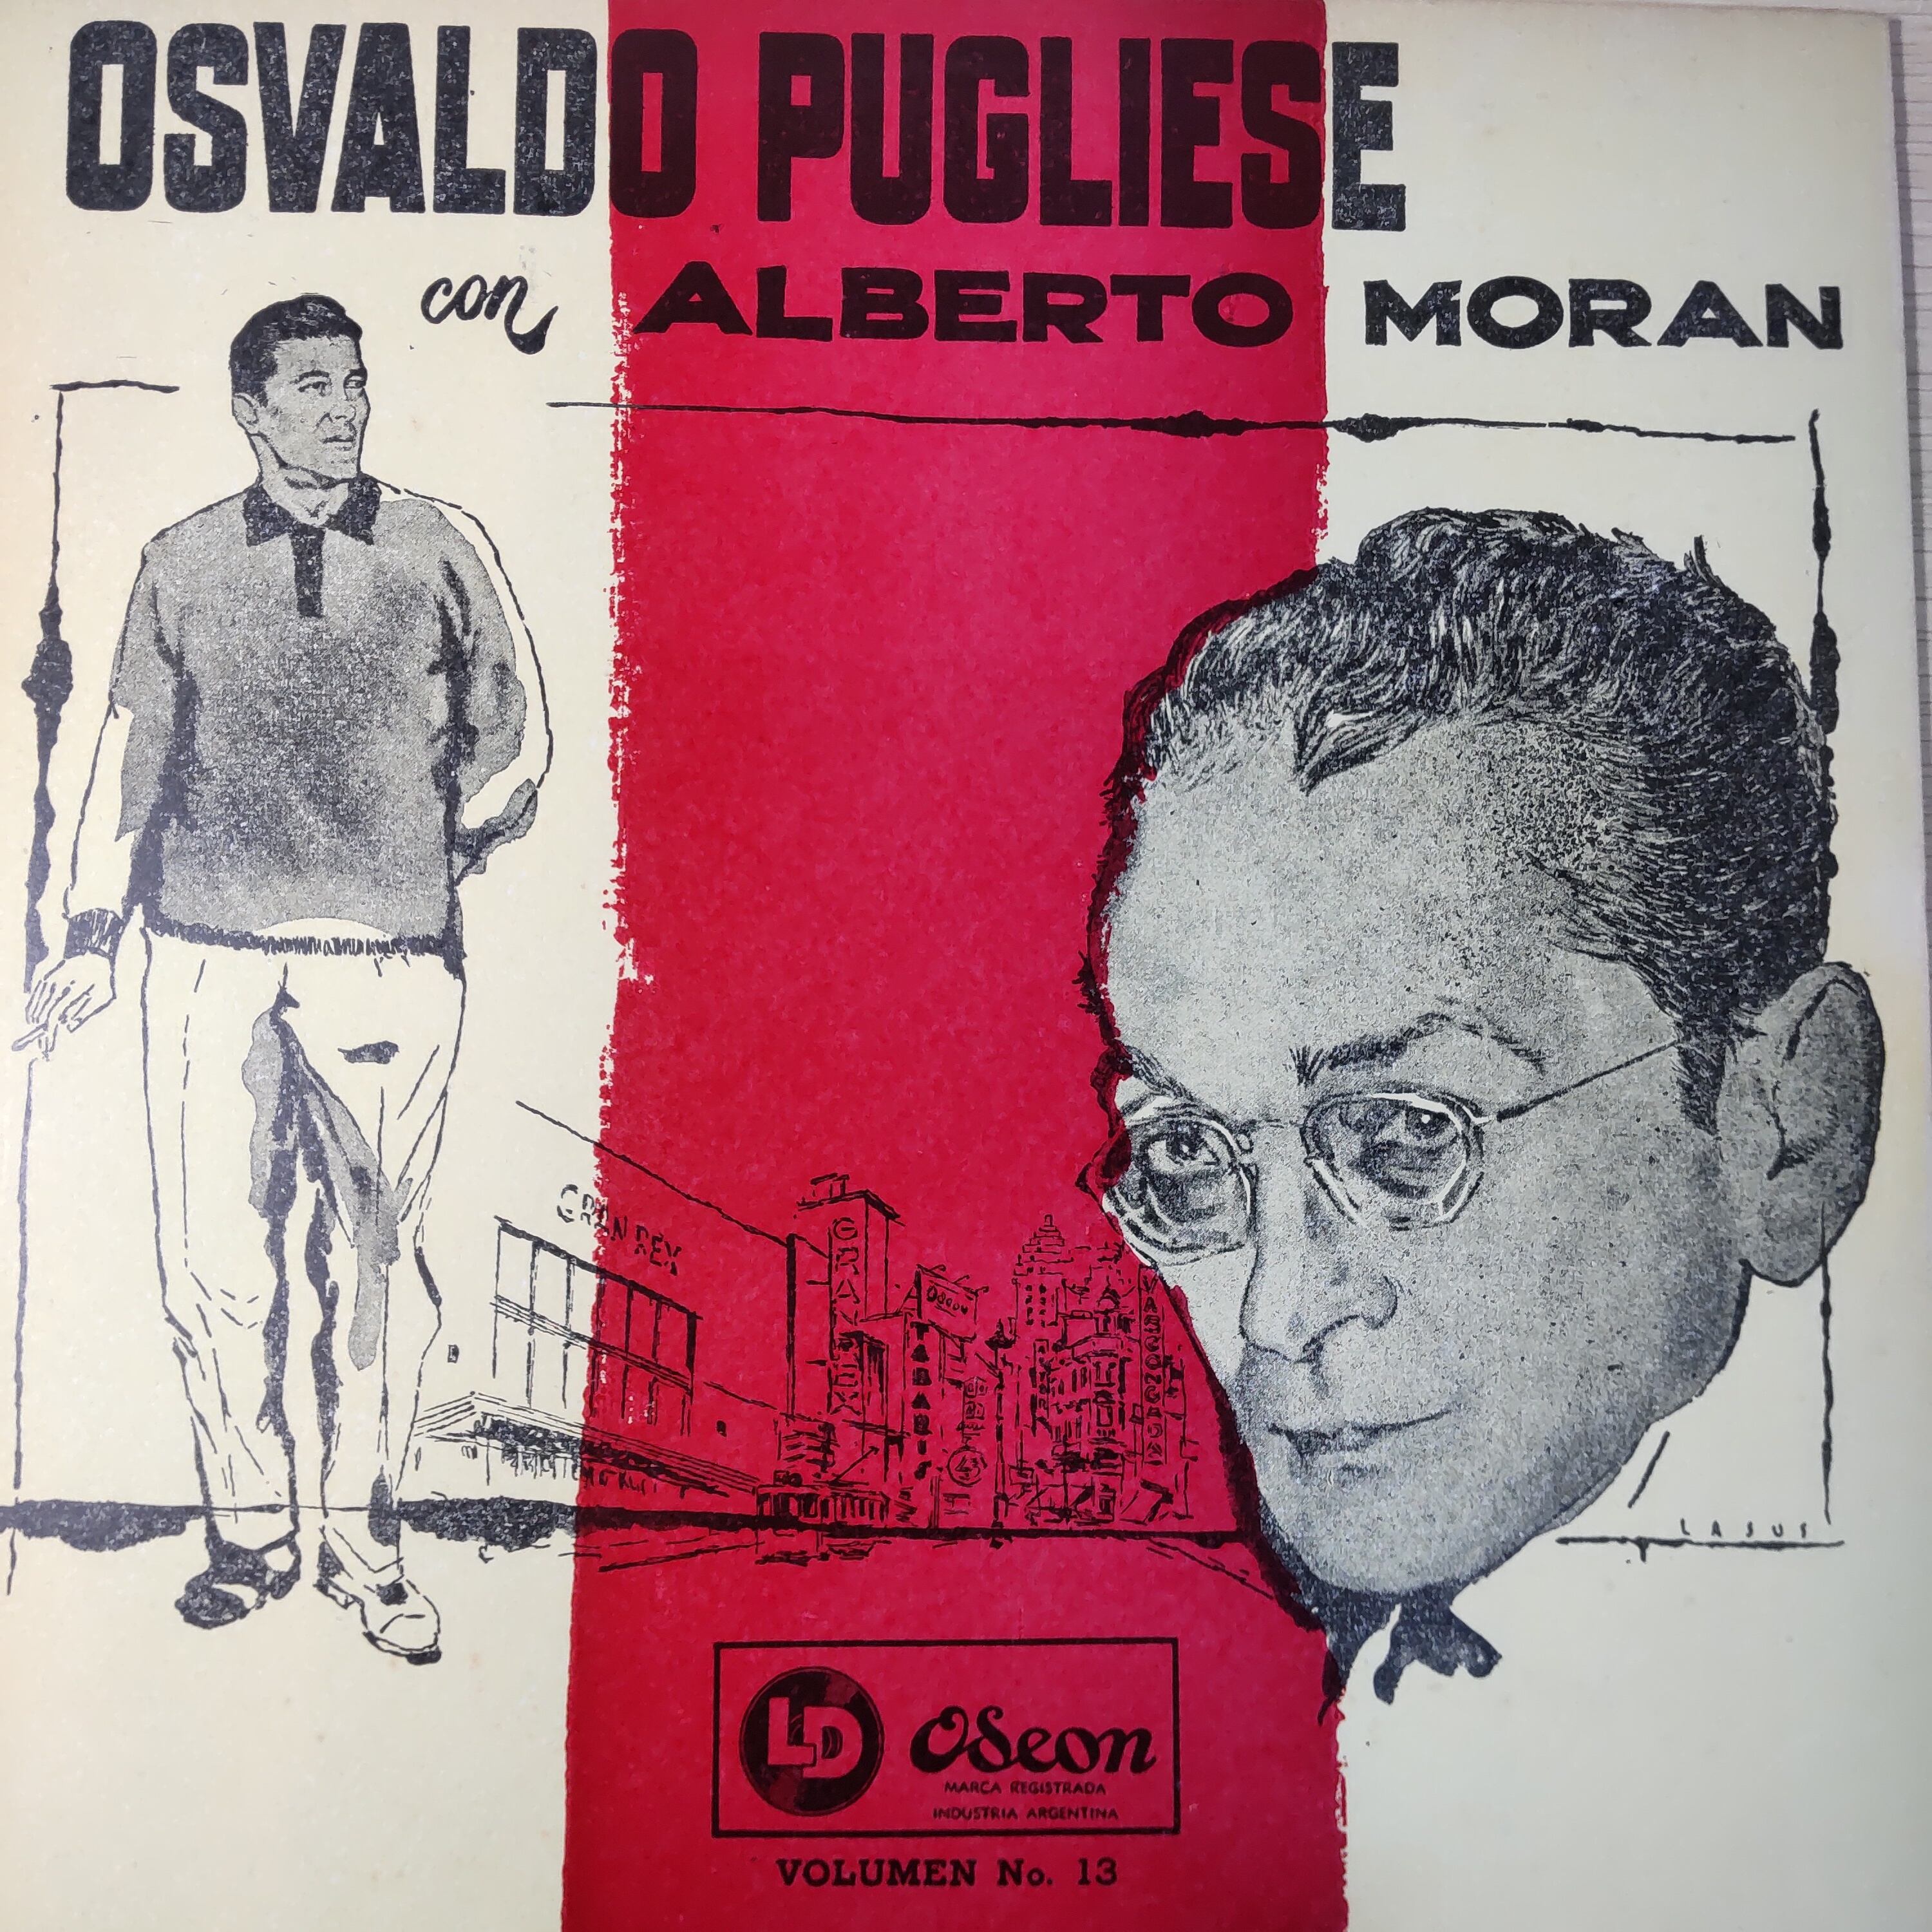 OSVALDO PUGLIESE
con ALBERTO MORAN
GRAN REX
GRAN REX
Odeon
TABARIS
LASUS
LD Odeon
MARCA REGISTRADA
INDUSTRIA ARGENTINA
VOLUMEN No. 13